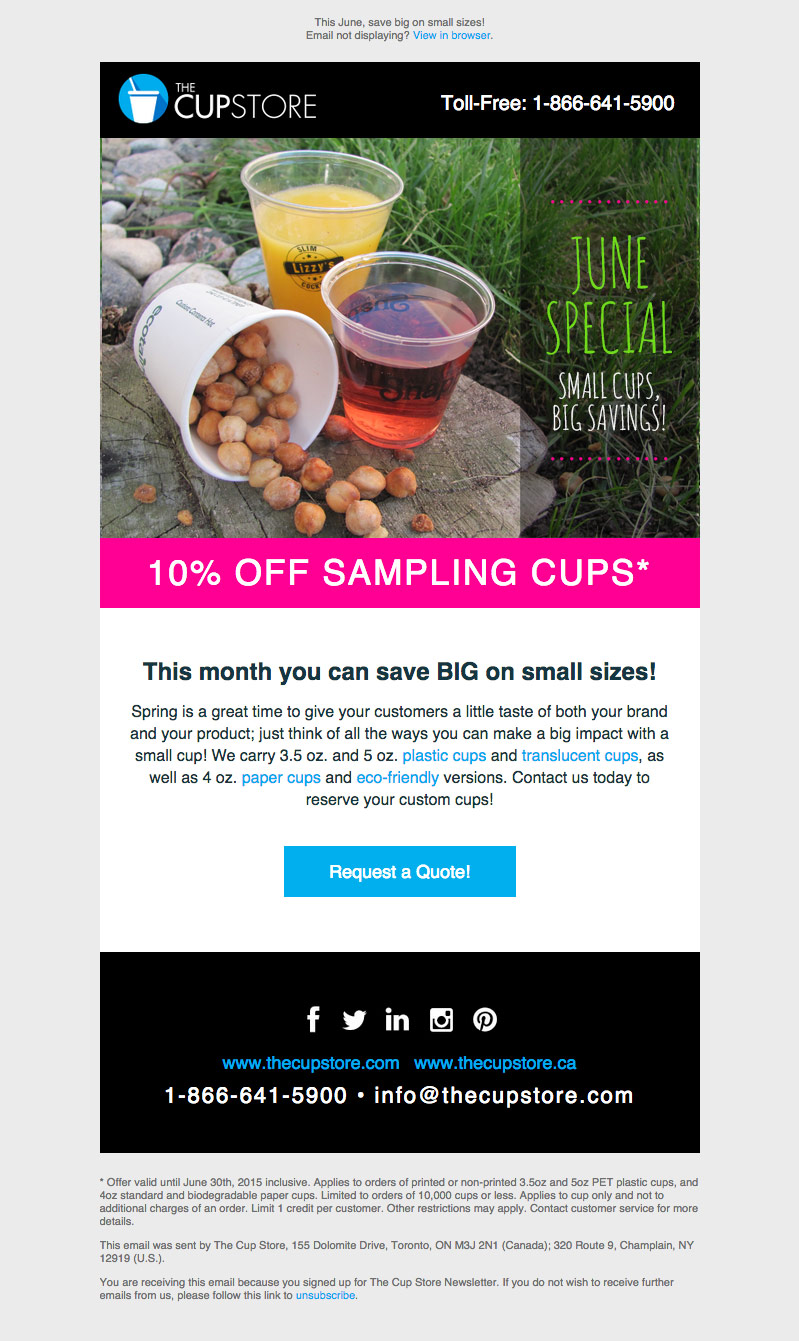 This June, save big on small sizes!
Email not displaying? View in browser.
THE
CUPSTORE
Toll-Free: 1-866-641-5900
SLIM
Lizzy's
ecotainer
JUNE
SPECIAL
SMALL CUPS,
BIG SAVINGS!
10% OFF SAMPLING CUPS*
This month you can save BIG on small sizes!
Spring is a great time to give your customers a little taste of both your brand
and your product; just think of all the ways you can make a big impact with a
small cup! We carry 3.5 oz. and 5 oz. plastic cups and translucent cups, as
well as 4 oz. paper cups and eco-friendly versions. Contact us today to
reserve your custom cups!
Request a Quote!
www.thecupstore.com www.thecupstore.ca
1-866-641-5900 • info@thecupstore.com
* Offer valid until June 30th, 2015 inclusive. Applies to orders of printed or non-printed 3.5oz and 5oz PET plastic cups, and
4oz standard and biodegradable paper cups. Limited to orders of 10,000 cups or less. Applies to cup only and not to
additional charges of an order. Limit 1 credit per customer. Other restrictions may apply. Contact customer service for more
details.
This email was sent by The Cup Store, 155 Dolomite Drive, Toronto, ON M3J 2N1 (Canada); 320 Route 9, Champlain, NY
12919 (U.S.).
You are receiving this email because you signed up for The Cup Store Newsletter. If you do not wish to receive further
emails from us, please follow this link to unsubscribe.